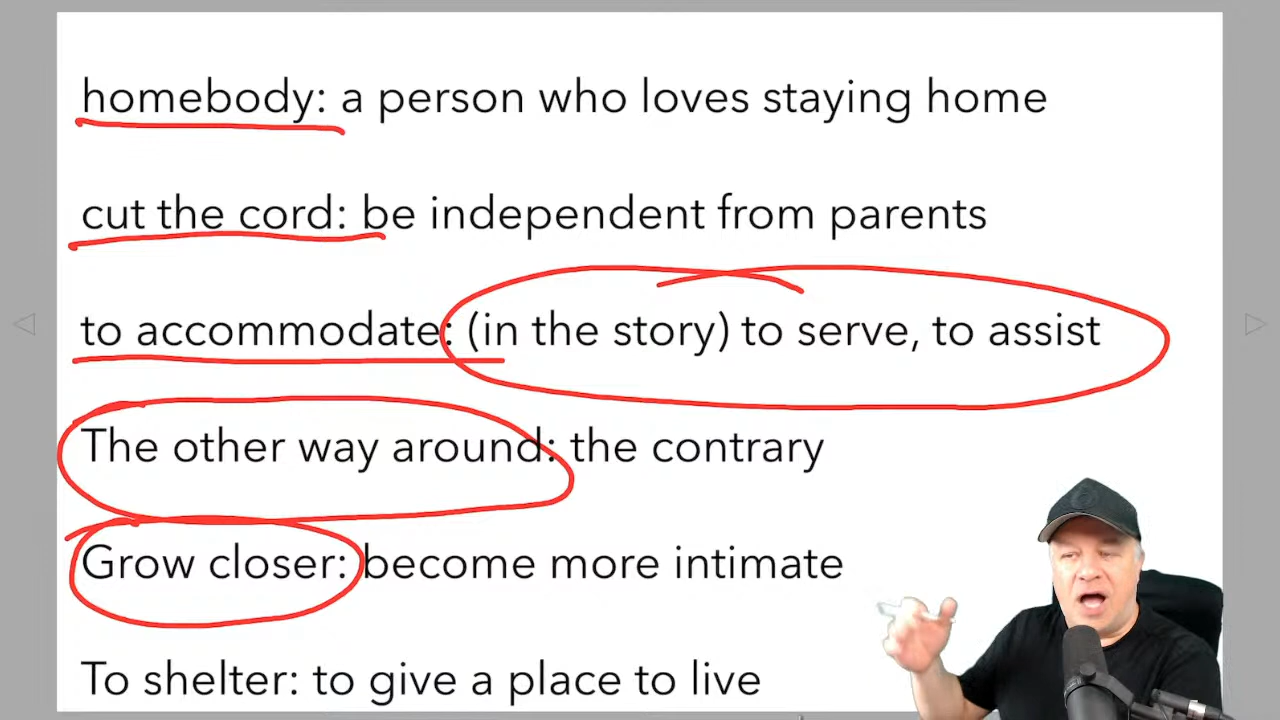 homebody: a person who loves staying home
cut the cord: be independent from parents
to accommodate: (in the story) to serve, to assist
The other way around: the contrary
Grow closer: become more intimate
To shelter: to give a place to live